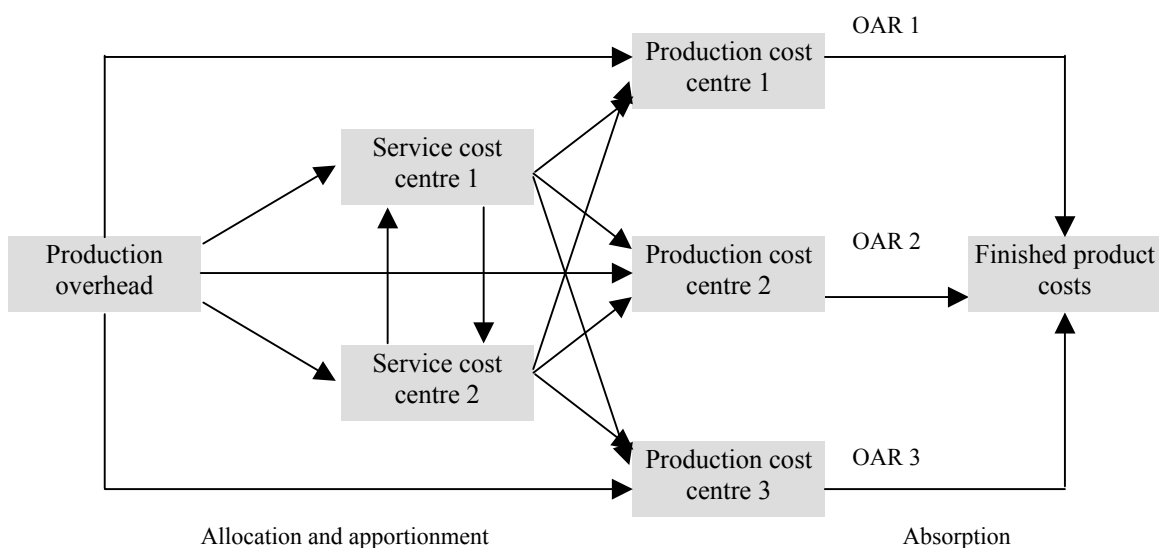 OAR 1
Production cost
centre 1
Service cost
centre 1
Production
overhead
Production cost
centre 2
OAR 2
Finished product
costs
Service cost
centre 2
Production cost
centre 3
OAR 3
Allocation and apportionment
Absorption